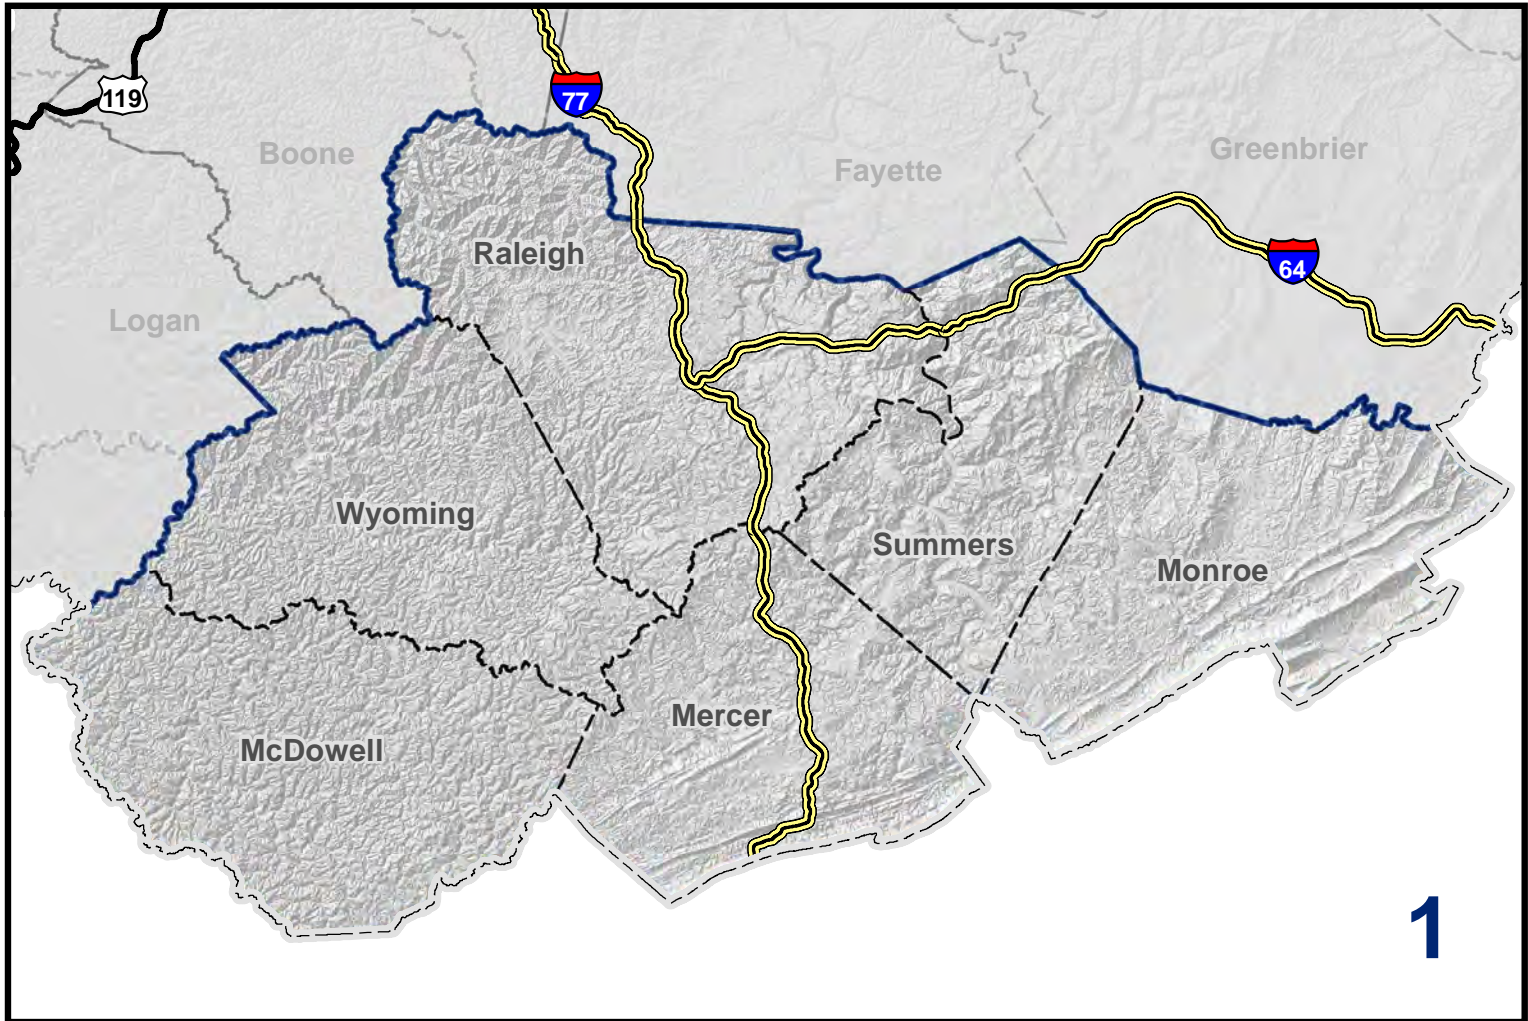 119
77
Boone
Fayette
Greenbrier
Raleigh
64
Logan
Wyoming
Summers
Monroe
Mercer
McDowell
1